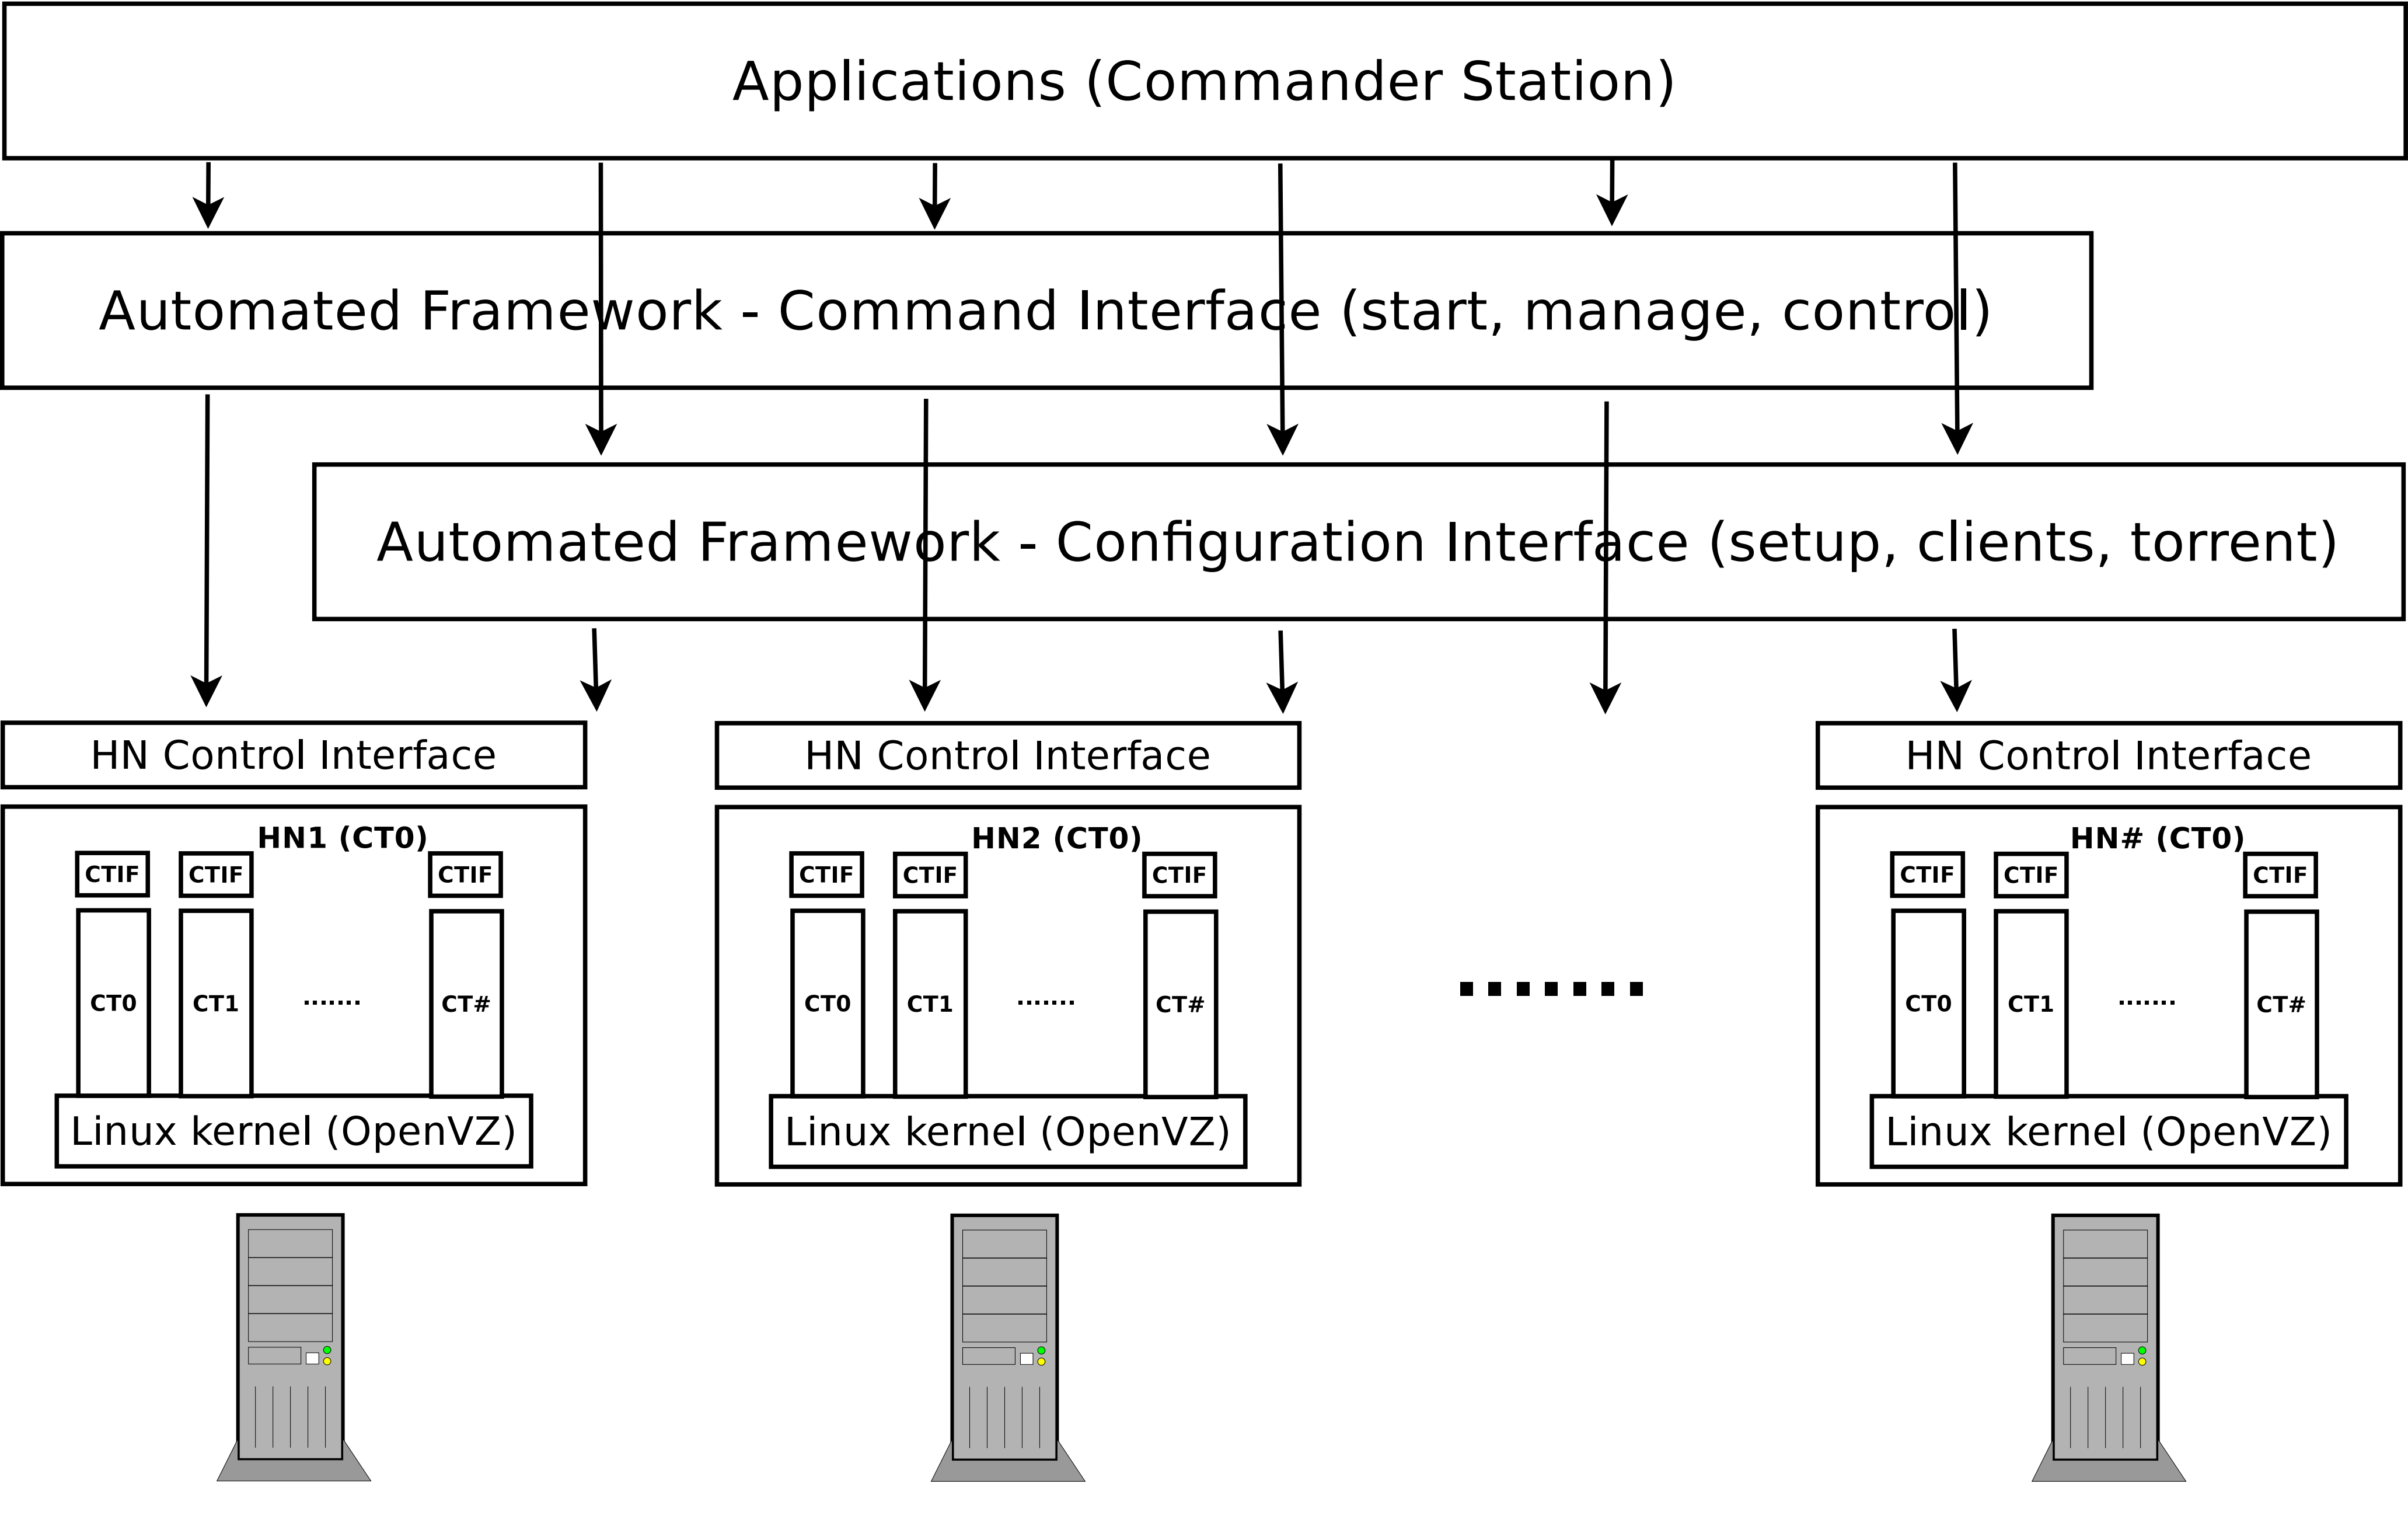 Applications (Commander Station)
Automated Framework - Command Interface (start, manage, control)
Automated Framework - Configuration Interface (setup, clients, torrent)
HN Control Interface
HN Control Interface
HN Control Interface
HN1 (CT0)
CTIF
CTIF
CTIF
CT0
CT1
.......
CT#
Linux kernel (OpenVZ)
HN2 (CT0)
CTIF
CTIF
CTIF
CT0
CT1
.......
CT#
Linux kernel (OpenVZ)
.......
HN# (CT0)
CTIF
CTIF
CTIF
CT0
CT1
.......
CT#
Linux kernel (OpenVZ)